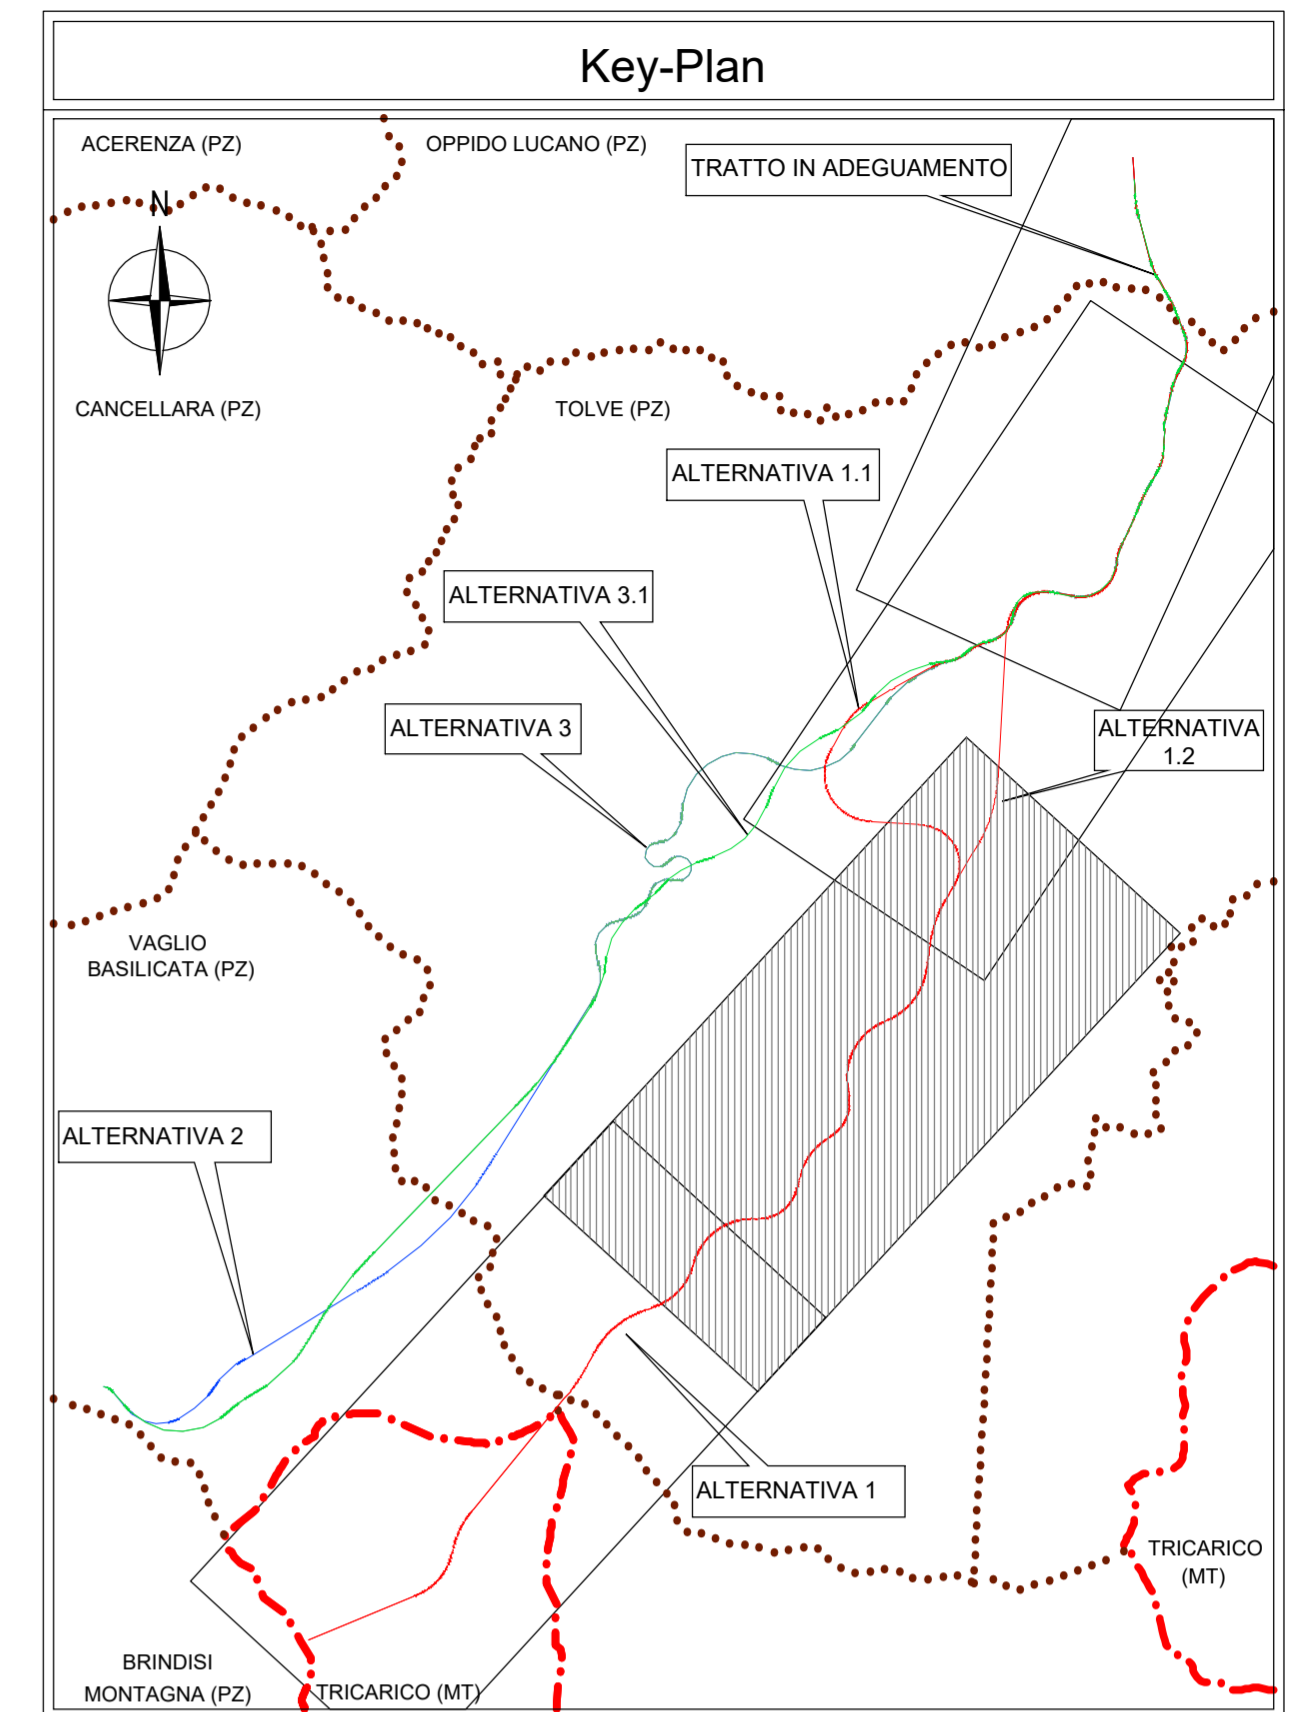 Key-Plan
ACERENZA (PZ)
OPPIDO LUCANO (PZ)
TRATTO IN ADEGUAMENTO
N
CANCELLARA (PZ)
TOLVE (PZ)
ALTERNATIVA 1.1
ALTERNATIVA 3.1
ALTERNATIVA 3
ALTERNATIVA
1.2
VAGLIO
BASILICATA (PZ)
ALTERNATIVA 2
ALTERNATIVA 1
TRICARICO
(MT)
BRINDISI
MONTAGNA (PZ)
TRICARICO (MT)